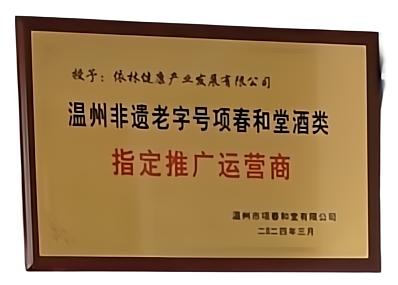 授予：依林健康产业发展有限公司
温州非遗老字号项春和堂酒类
指定推广运营商
温州市项春和堂有限公司
二〇二四年三月